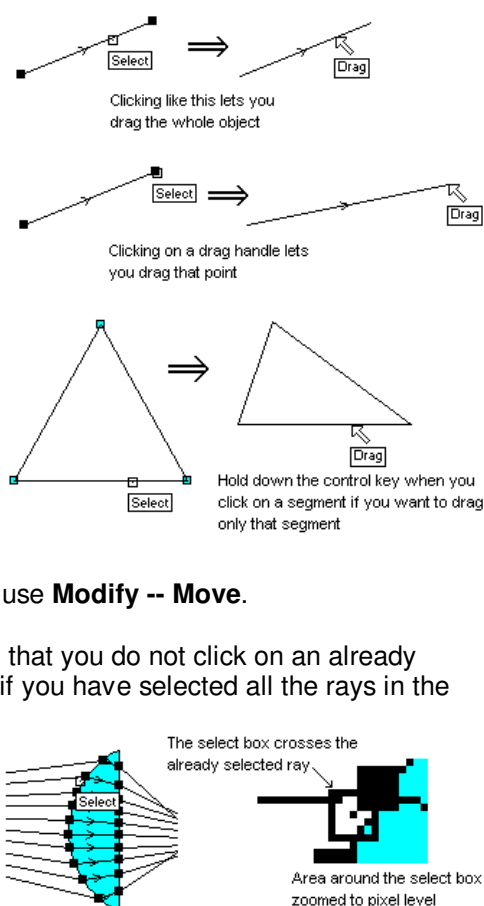 Select
Drag
Clicking like this lets you
drag the whole object
Select
Drag
Clicking on a drag handle lets
you drag that point
Select
Drag
Hold down the control key when you
click on a segment if you want to drag
only that segment
use Modify -- Move.
that you do not click on an already
if you have selected all the rays in the
The select box crosses the
already selected ray
Select
Area around the select box
zoomed to pixel level